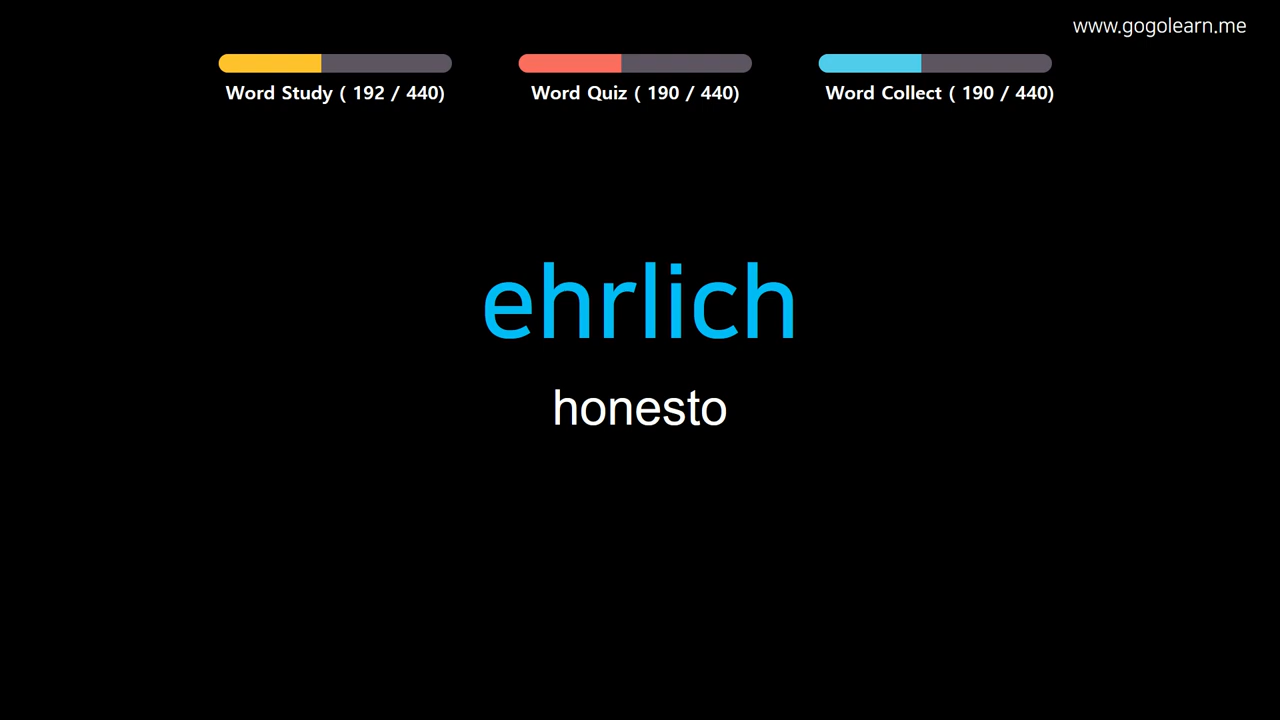 www.gogolearn.me
Word Study ( 192 / 440)
Word Quiz ( 190 / 440)
Word Collect ( 190 / 440)
ehrlich
honesto